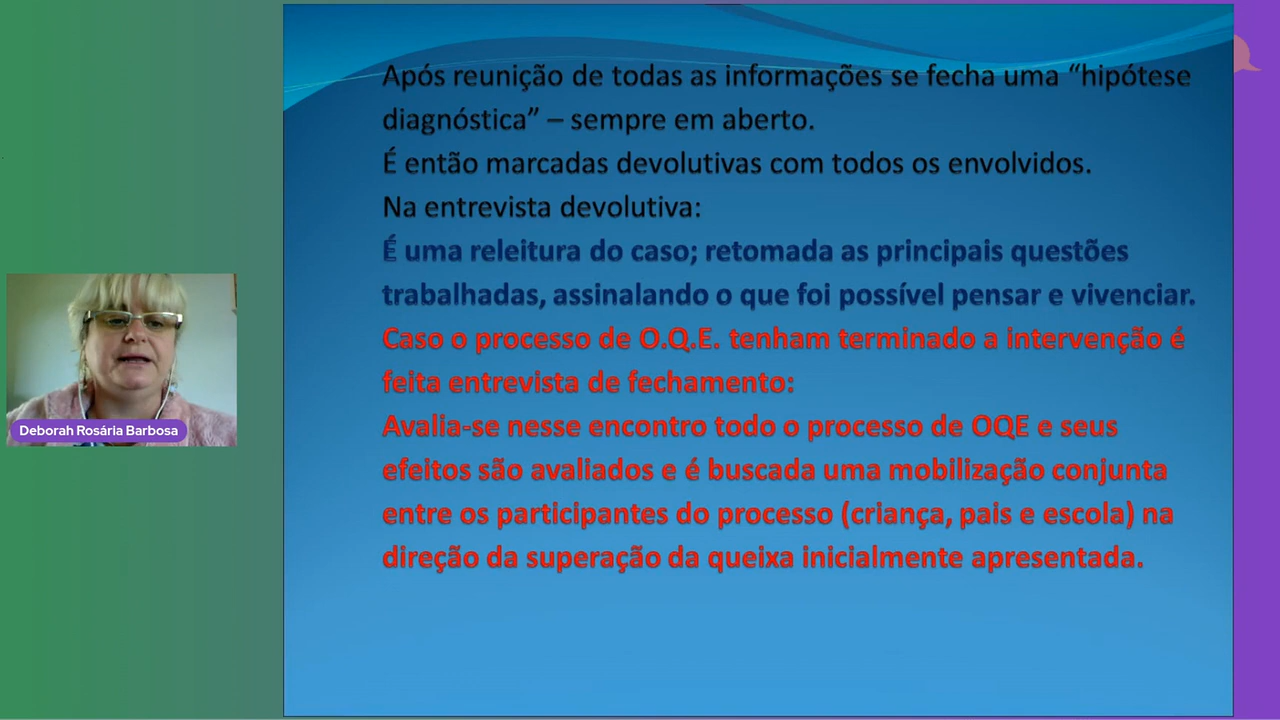 Após reunição de todas as informações se fecha uma “hipótese
diagnóstica” – sempre em aberto.
É então marcadas devolutivas com todos os envolvidos.
Na entrevista devolutiva:
É uma releitura do caso; retomada as principais questões
trabalhadas, assinalando o que foi possível pensar e vivenciar.
Caso o processo de O.Q.E. tenham terminado a intervenção é
feita entrevista de fechamento:
Avalia-se nesse encontro todo o processo de OQE e seus
efeitos são avaliados e é buscada uma mobilização conjunta
entre os participantes do processo (criança, pais e escola) na
direção da superação da queixa inicialmente apresentada.
Deborah Rosária Barbosa